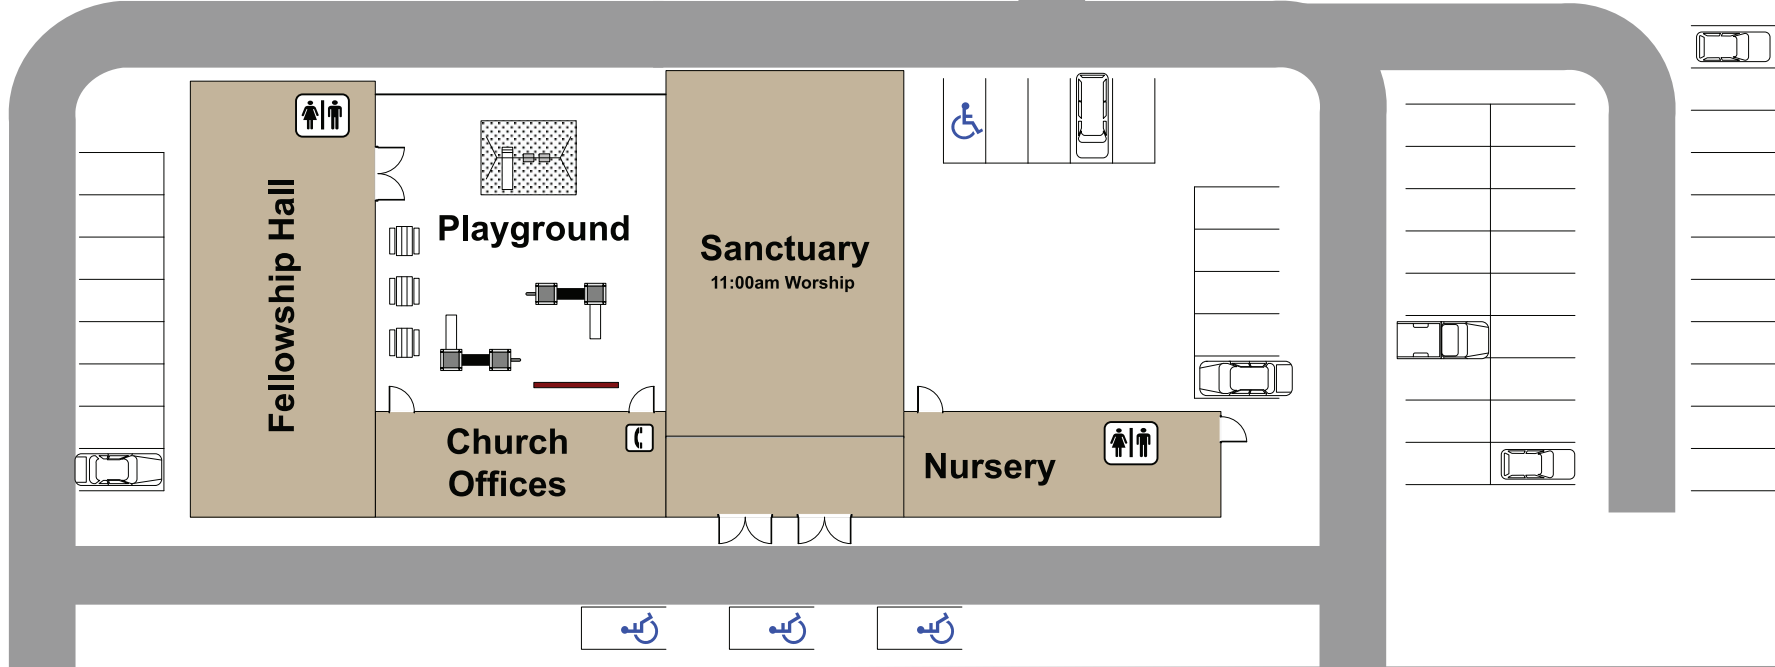 Fellowship Hall
Playground
Sanctuary
11:00am Worship
Church
Offices
Nursery